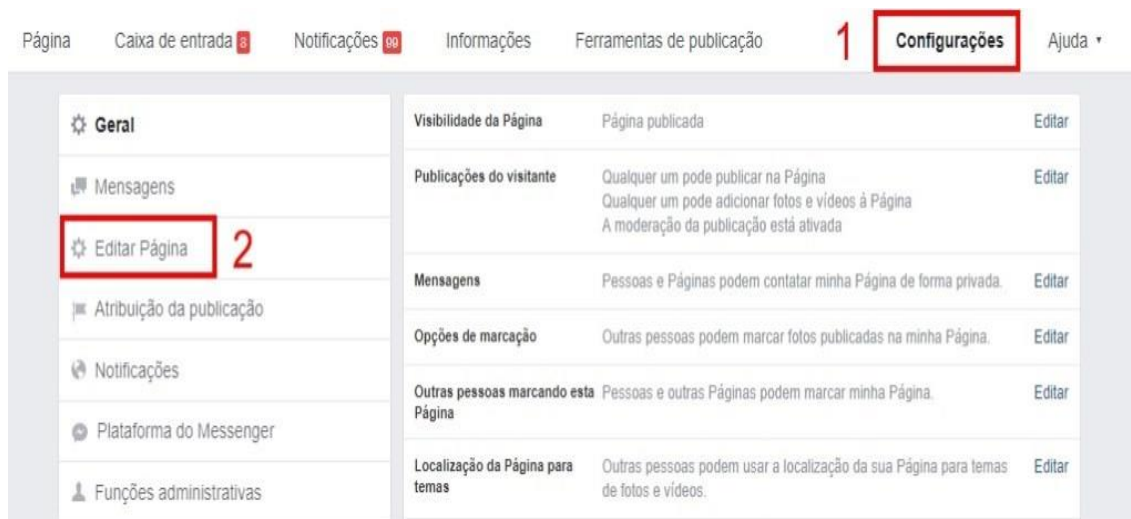 Página Caixa de entrada 8 Notificações 99 Informações Ferramentas de publicação 1 Configurações Ajuda
Geral
Mensagens
Editar Página 2
Atribuição da publicação
Notificações
Plataforma do Messenger
Funções administrativas
Visibilidade da Página Página publicada Editar
Publicações do visitante Qualquer um pode publicar na Página Editar
Qualquer um pode adicionar fotos e vídeos à Página
A moderação da publicação está ativada
Mensagens Pessoas e Páginas podem contatar minha Página de forma privada. Editar
Opções de marcação Outras pessoas podem marcar fotos publicadas na minha Página. Editar
Outras pessoas marcando esta Pessoas e outras Páginas podem marcar minha Página. Editar
Página
Localização da Página para Outras pessoas podem usar a localização da sua Página para temas Editar
temas de fotos e vídeos.